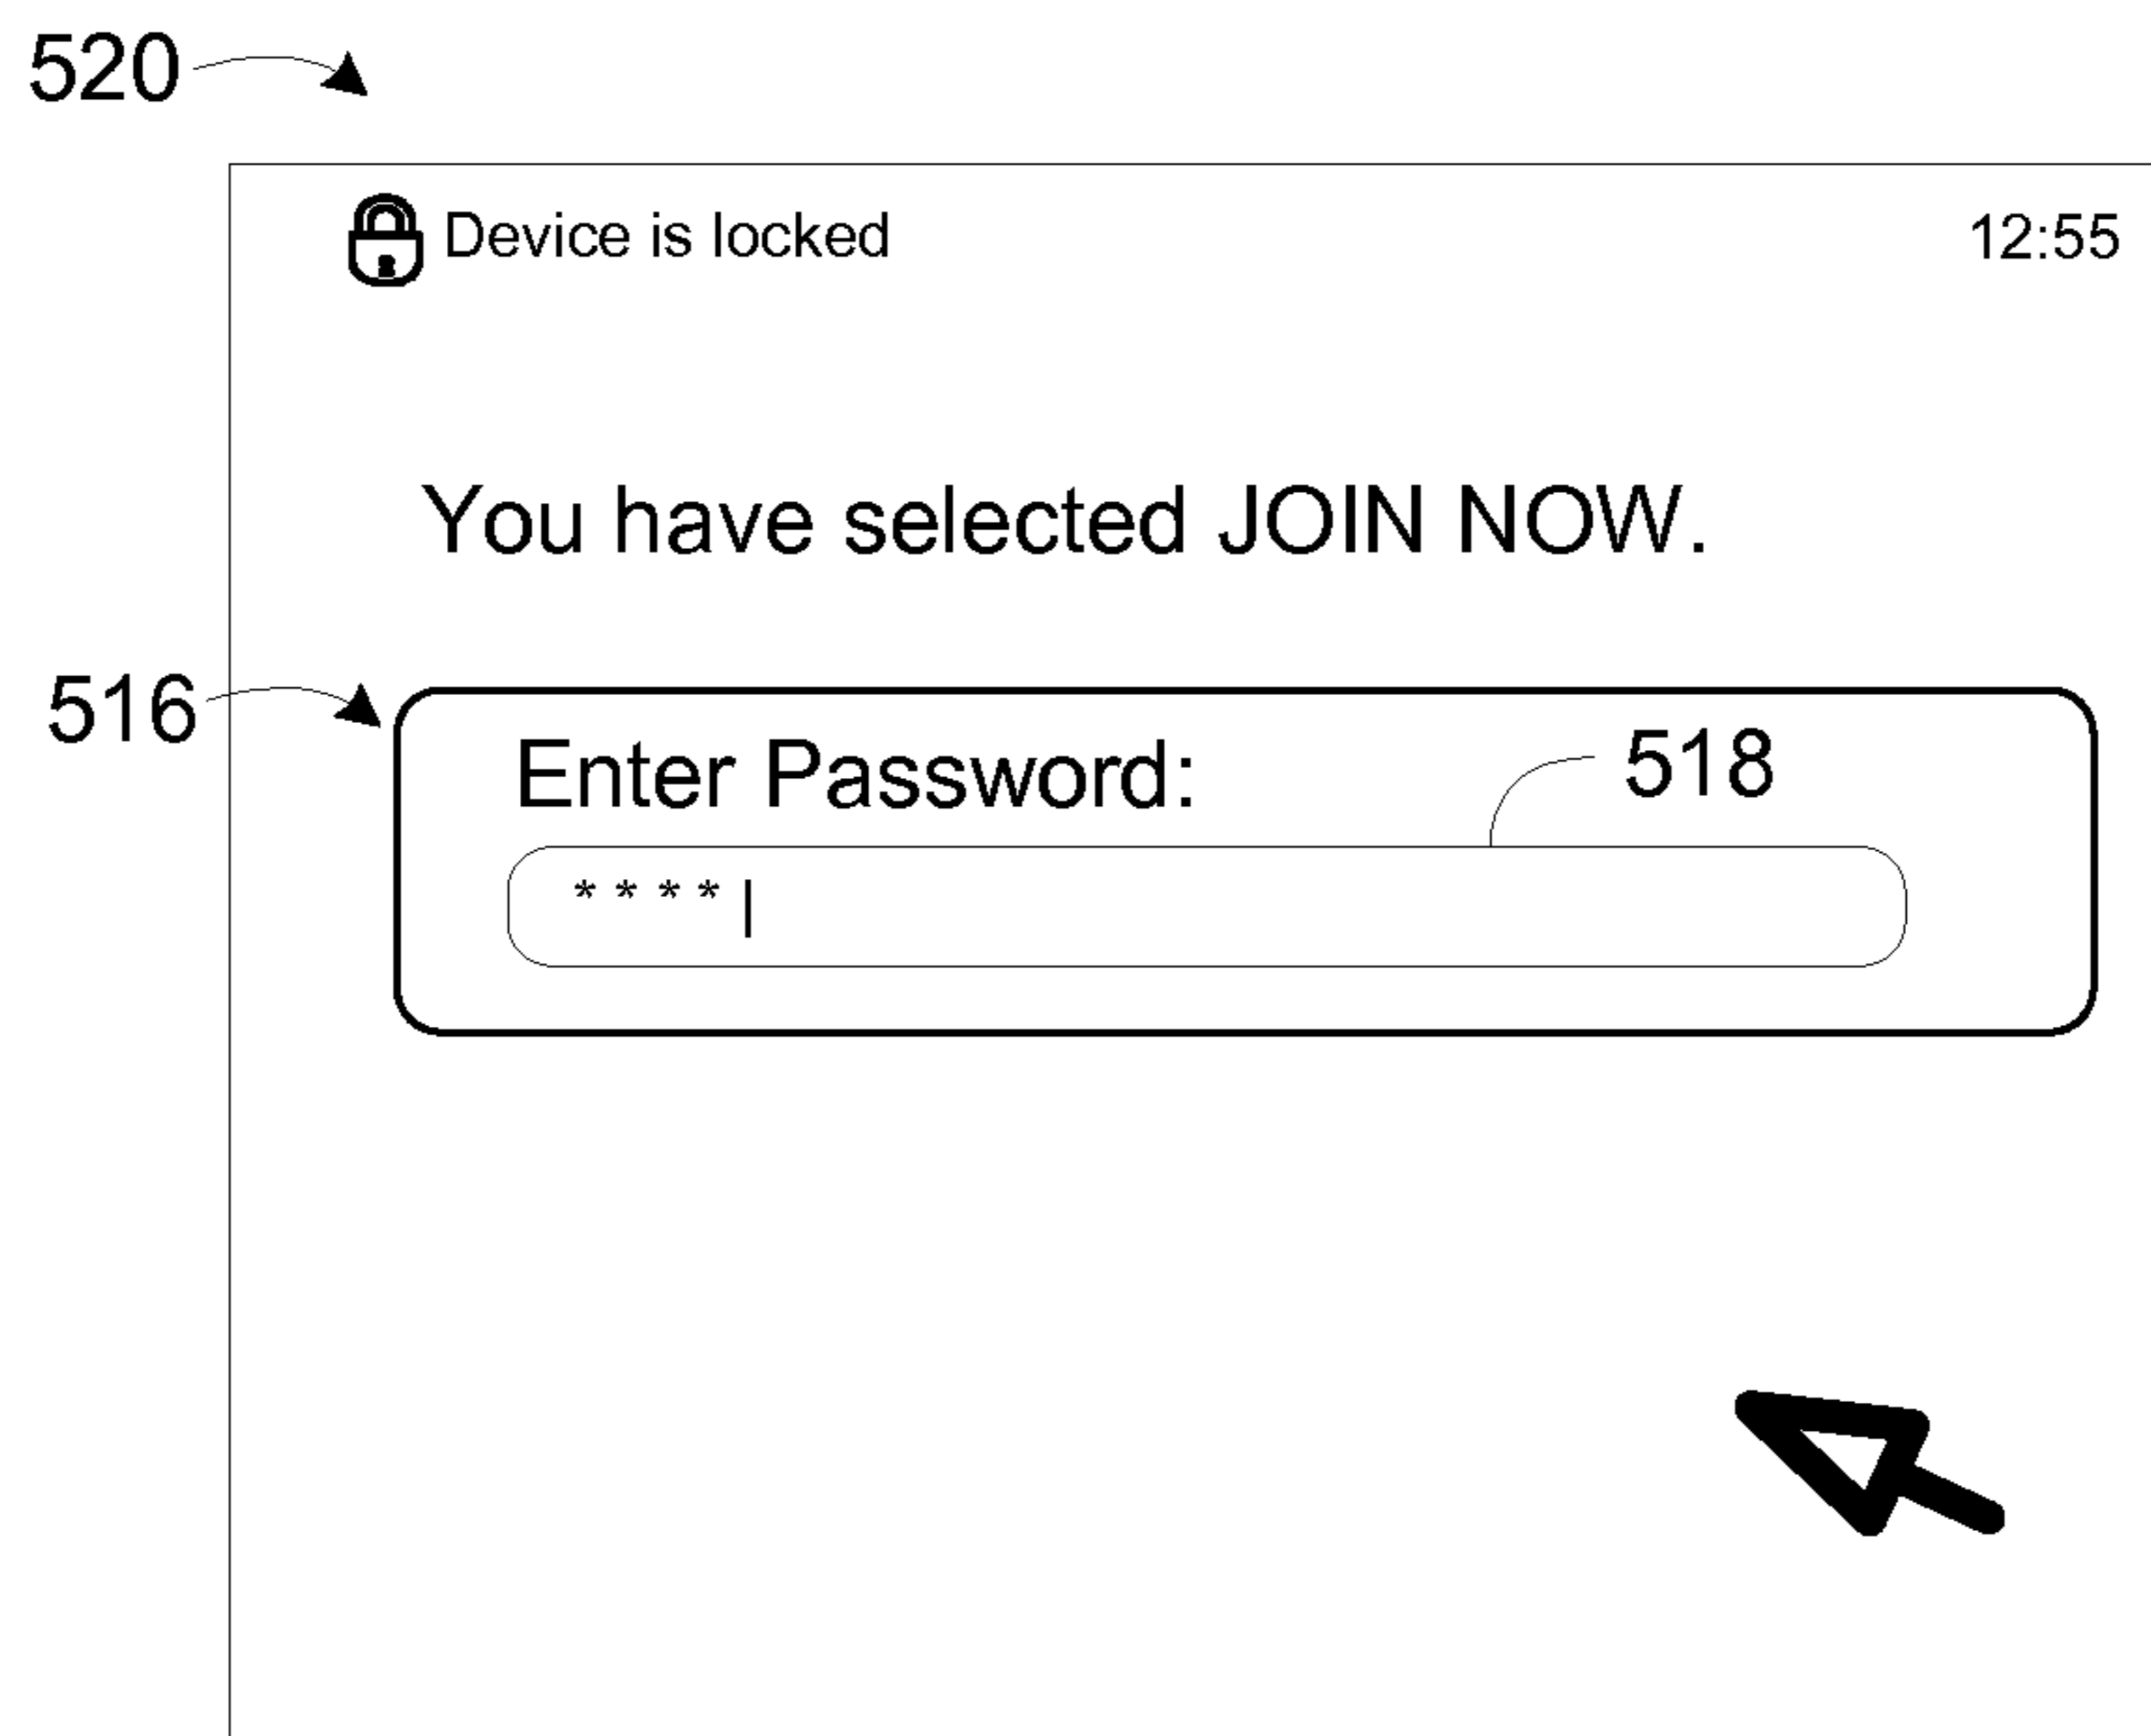 520
Device is locked 12:55
You have selected JOIN NOW.
516
Enter Password: 518
* * * * |